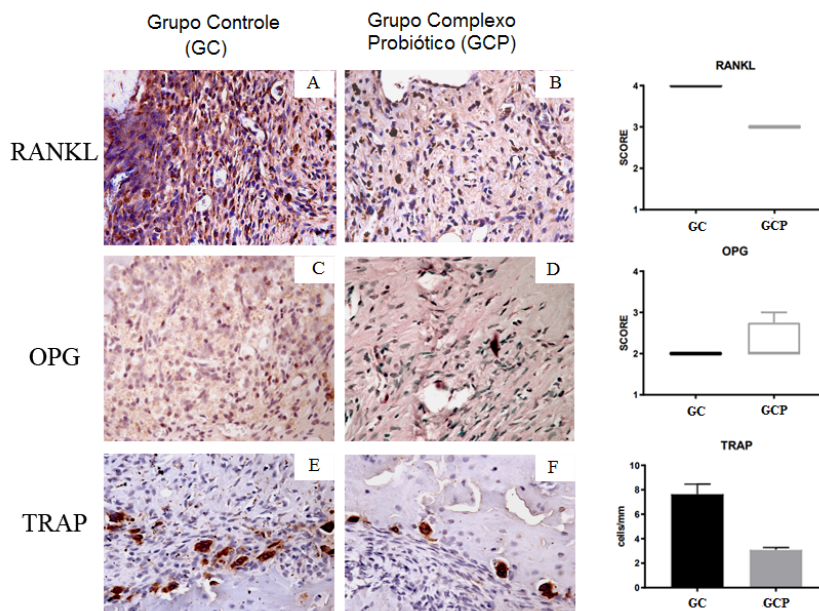 Grupo Controle
(GC)
Grupo Complexo
Probiótico (GCP)
RANKL
A
B
RANKL
4
3
2
1
SCORE
GC
GCP
OPG
C
D
OPG
4
3
2
1
SCORE
GC
GCP
TRAP
E
F
TRAP
8
6
4
2
0
cells/mm
GC
GCP